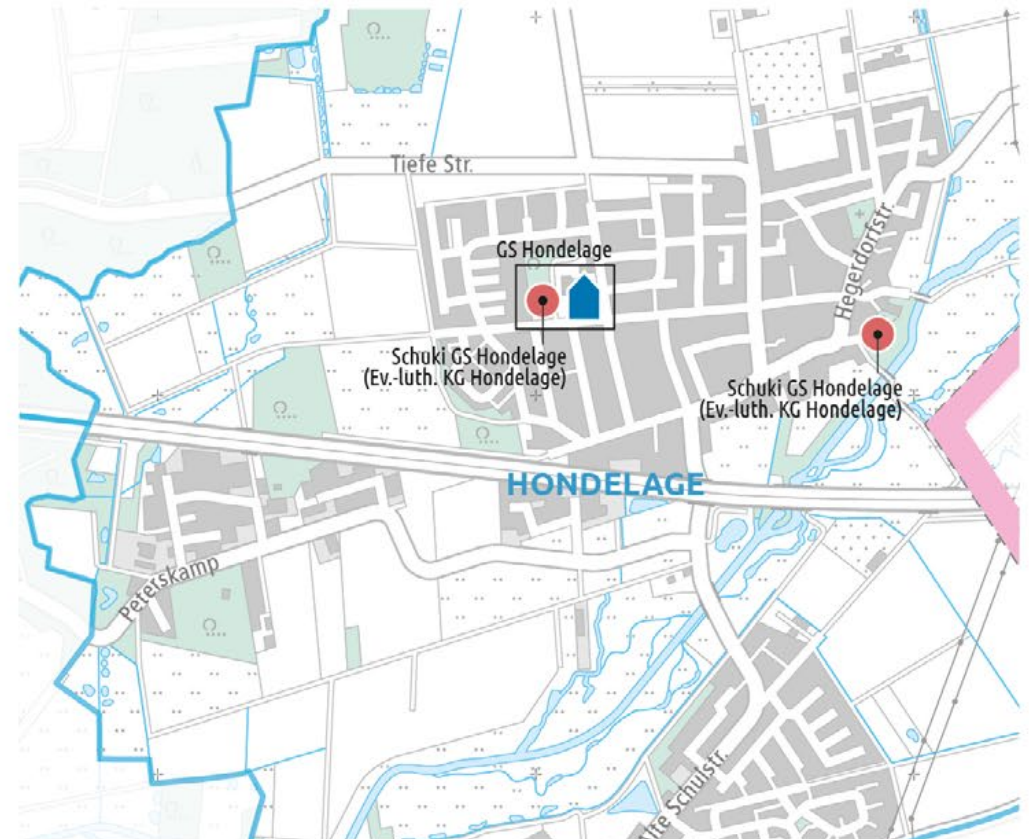 Tiefe Str.
GS Hondelage
Hegerdorfstr.
Schuki GS Hondelage
(Ev.-luth. KG Hondelage)
Schuki GS Hondelage
(Ev.-luth. KG Hondelage)
HONDELAGE
Peterskamp
Alte Schulstr.